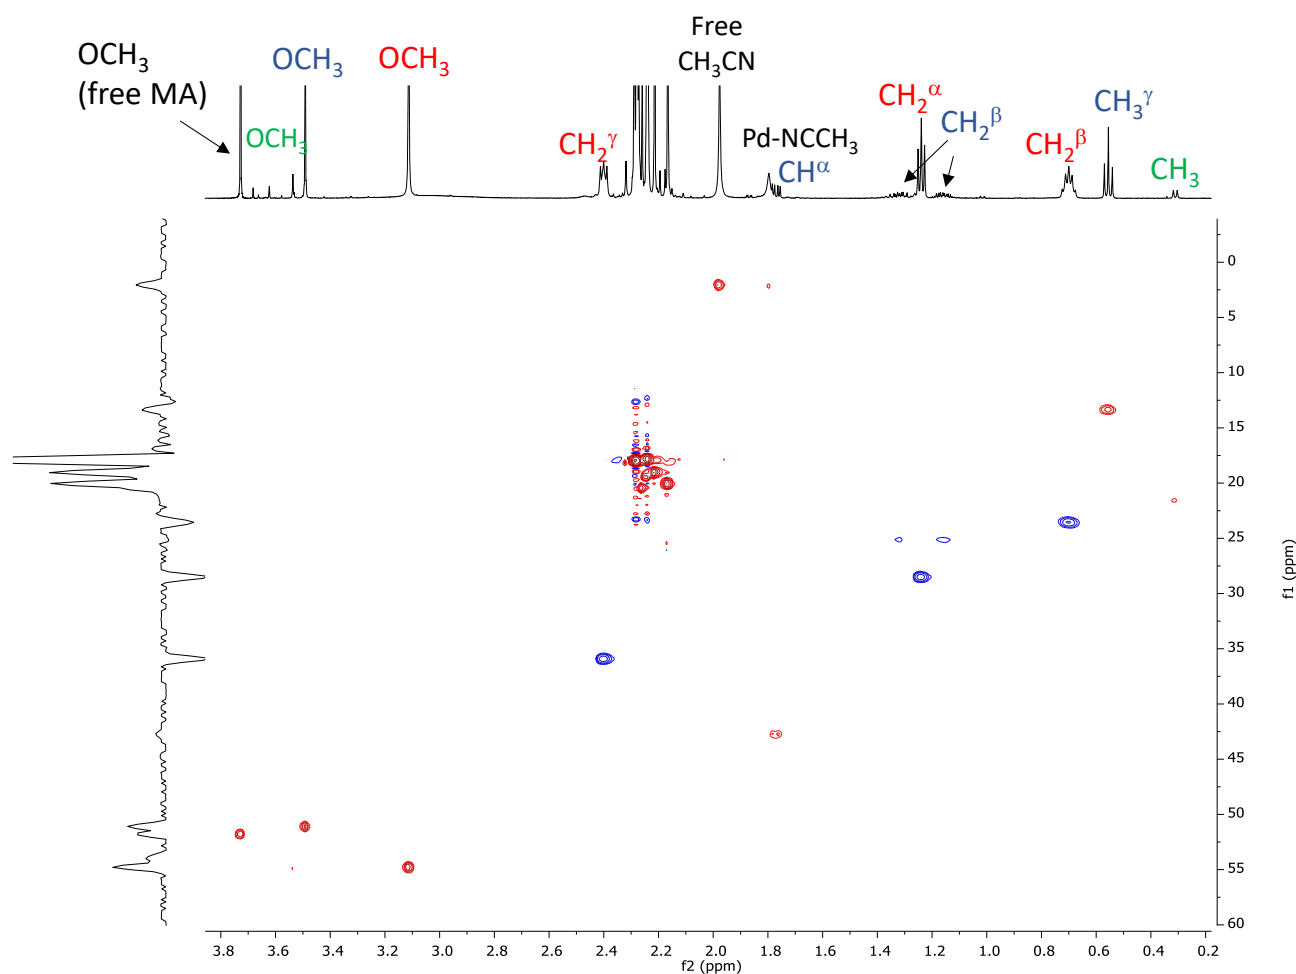 Free
CH₃CN
OCH₃
(free MA)
OCH₃
OCH₃
OCH₃
CH₂ᵞ
Pd-NCCH₃
CHᵅ
CH₂ᵅ
CH₂ᵝ
CH₂ᵝ
CH₃ᵞ
CH₃
0
5
10
15
20
25
30
35
40
45
50
55
60
f1 (ppm)
3.8 3.6 3.4 3.2 3.0 2.8 2.6 2.4 2.2 2.0 1.8 1.6 1.4 1.2 1.0 0.8 0.6 0.4 0.2
f2 (ppm)